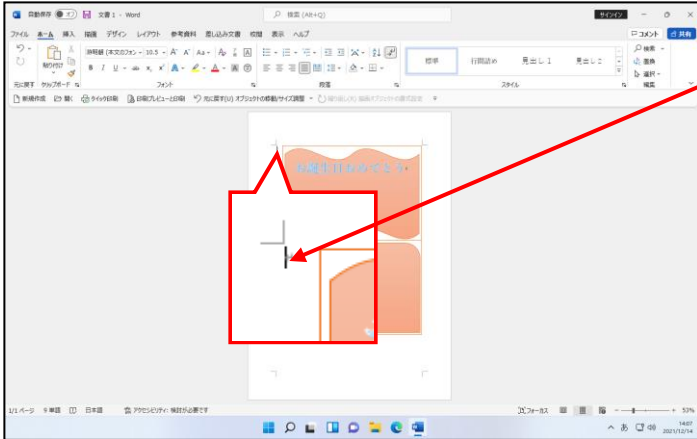 自動保存 オフ 文書 1 - Word 検索 (Alt+Q) サインイン
ファイル ホーム 挿入 描画 デザイン レイアウト 参考資料 差し込み文書 校閲 表示 ヘルプ コメント 共有
游明朝 (本文のフォン 10.5 A A Aa 検索
貼り付け 標準 行間詰め 見出し 1 見出し 2 置換
B I U ab x, x² A A A 選択
元に戻す クリップボード フォント 段落 スタイル 編集
新規作成 開く クイック印刷 印刷プレビューと印刷 元に戻す(U) オブジェクトの移動/サイズ調整
お誕生日おめでとう
1/1 ページ 9 単語 日本語 アクセシビリティ: 検討が必要です フォーカス 53%
あ 14:07
2021/12/14